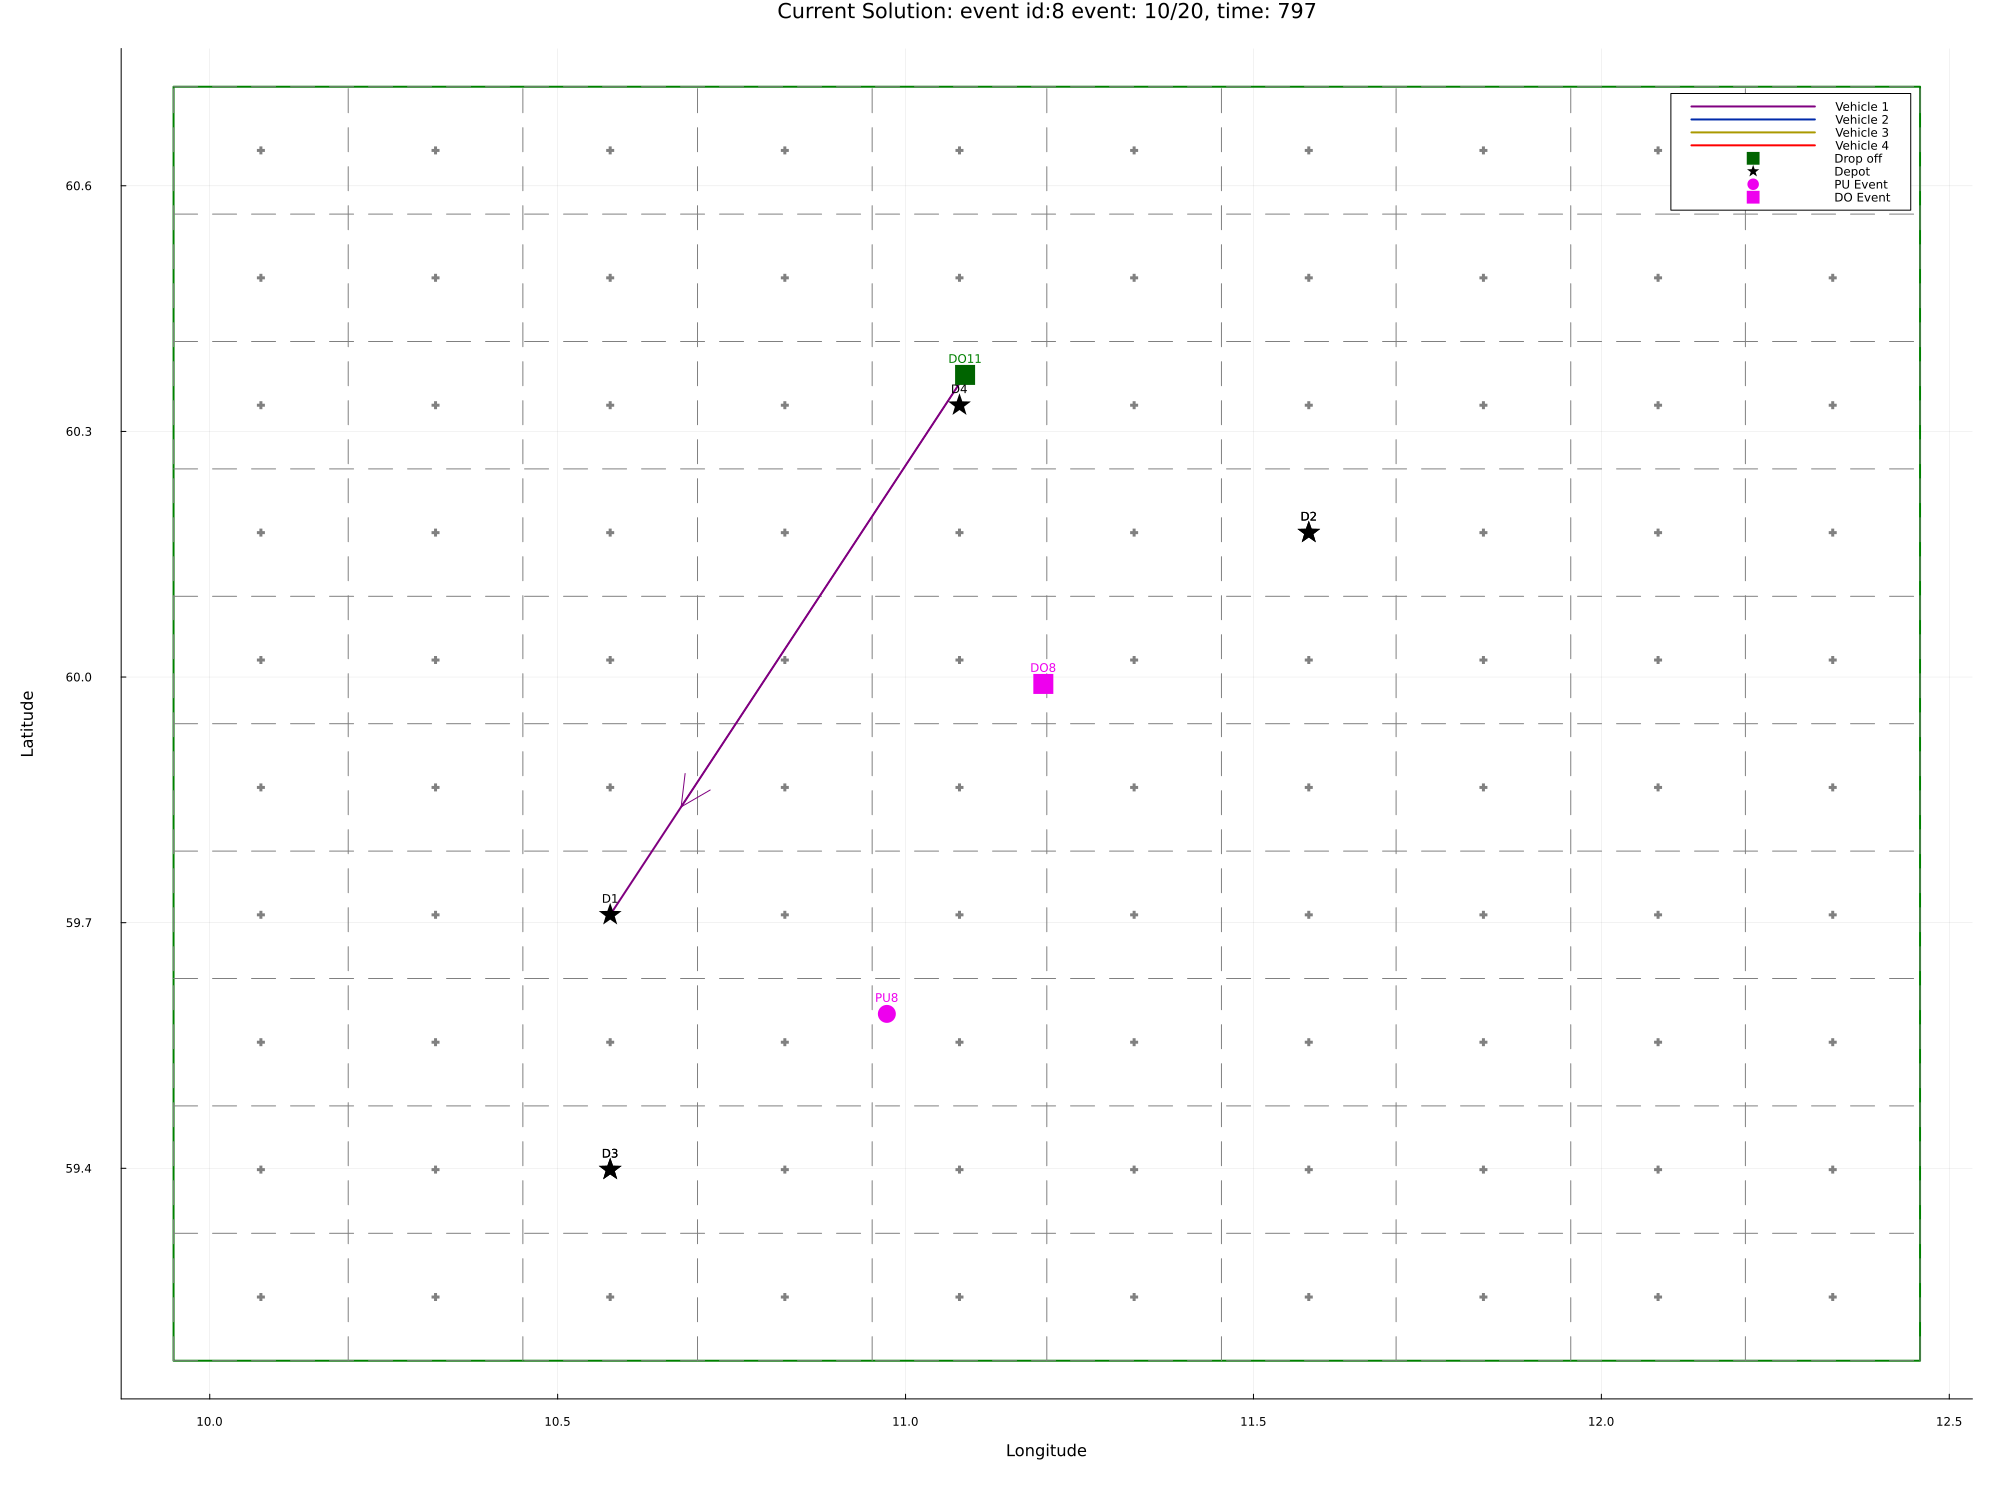 Current Solution: event id:8 event: 10/20, time: 797
Vehicle 1
Vehicle 2
Vehicle 3
Vehicle 4
Drop off
Depot
PU Event
DO Event
60.6
DO11
D4
60.3
D2
DO8
60.0
Latitude
D1
59.7
PU8
D3
59.4
10.0
10.5
11.0
11.5
12.0
12.5
Longitude